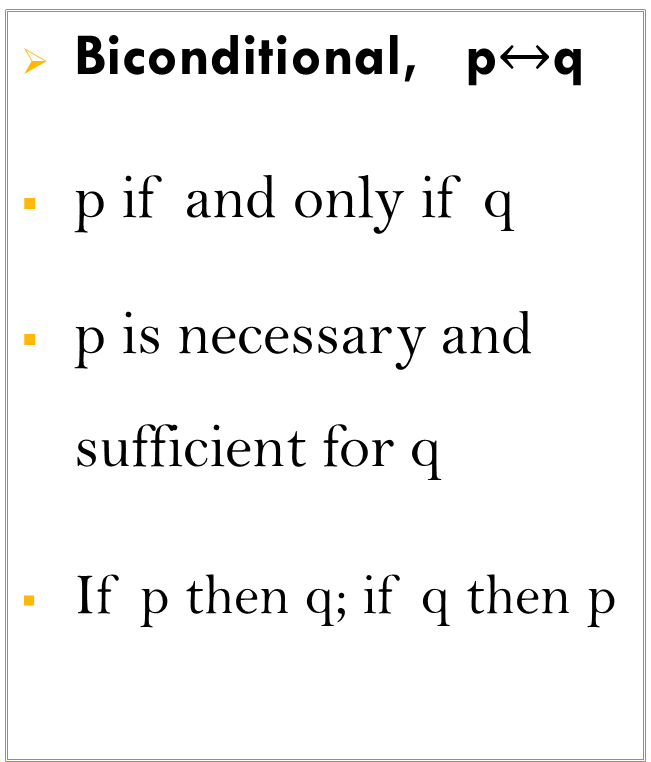 ➢ Biconditional, p↔q
▪ p if and only if q
▪ p is necessary and
sufficient for q
▪ If p then q; if q then p